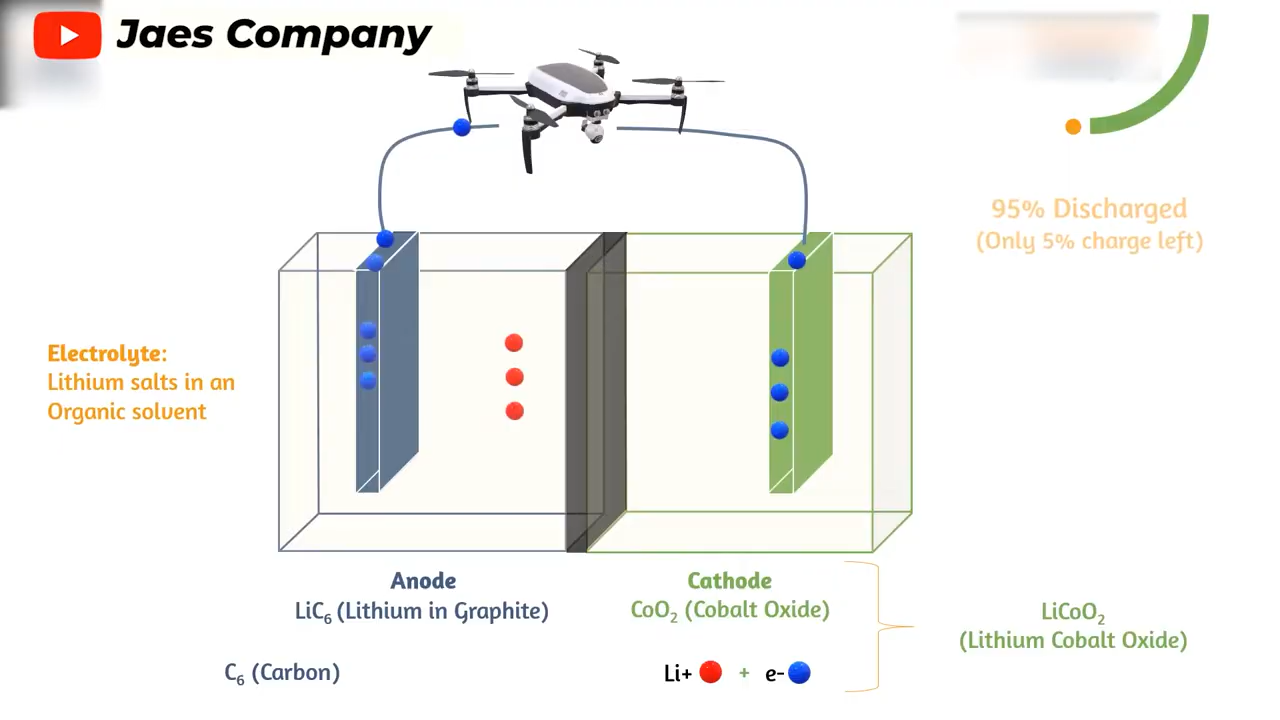 Jaes Company
95% Discharged
(Only 5% charge left)
Electrolyte:
Lithium salts in an
Organic solvent
Anode
LiC₆ (Lithium in Graphite)
Cathode
CoO₂ (Cobalt Oxide)
LiCoO₂
(Lithium Cobalt Oxide)
C₆ (Carbon)
Li+ + e-